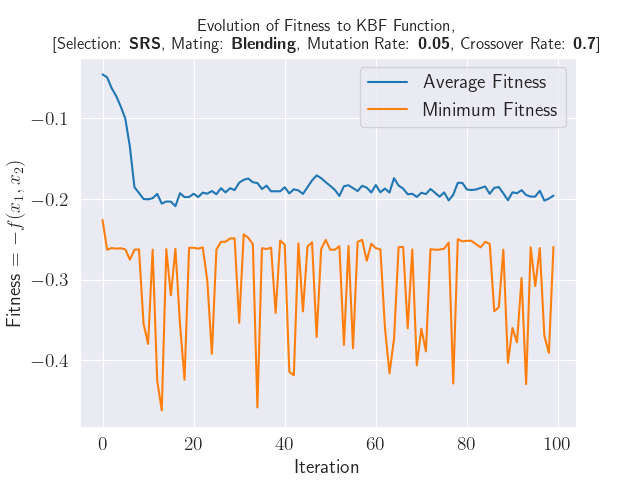 Evolution of Fitness to KBF Function,
[Selection: SRS, Mating: Blending, Mutation Rate: 0.05, Crossover Rate: 0.7]
Average Fitness
Minimum Fitness
Fitness = −f(x₁, x₂)
−0.1
−0.2
−0.3
−0.4
0 20 40 60 80 100
Iteration